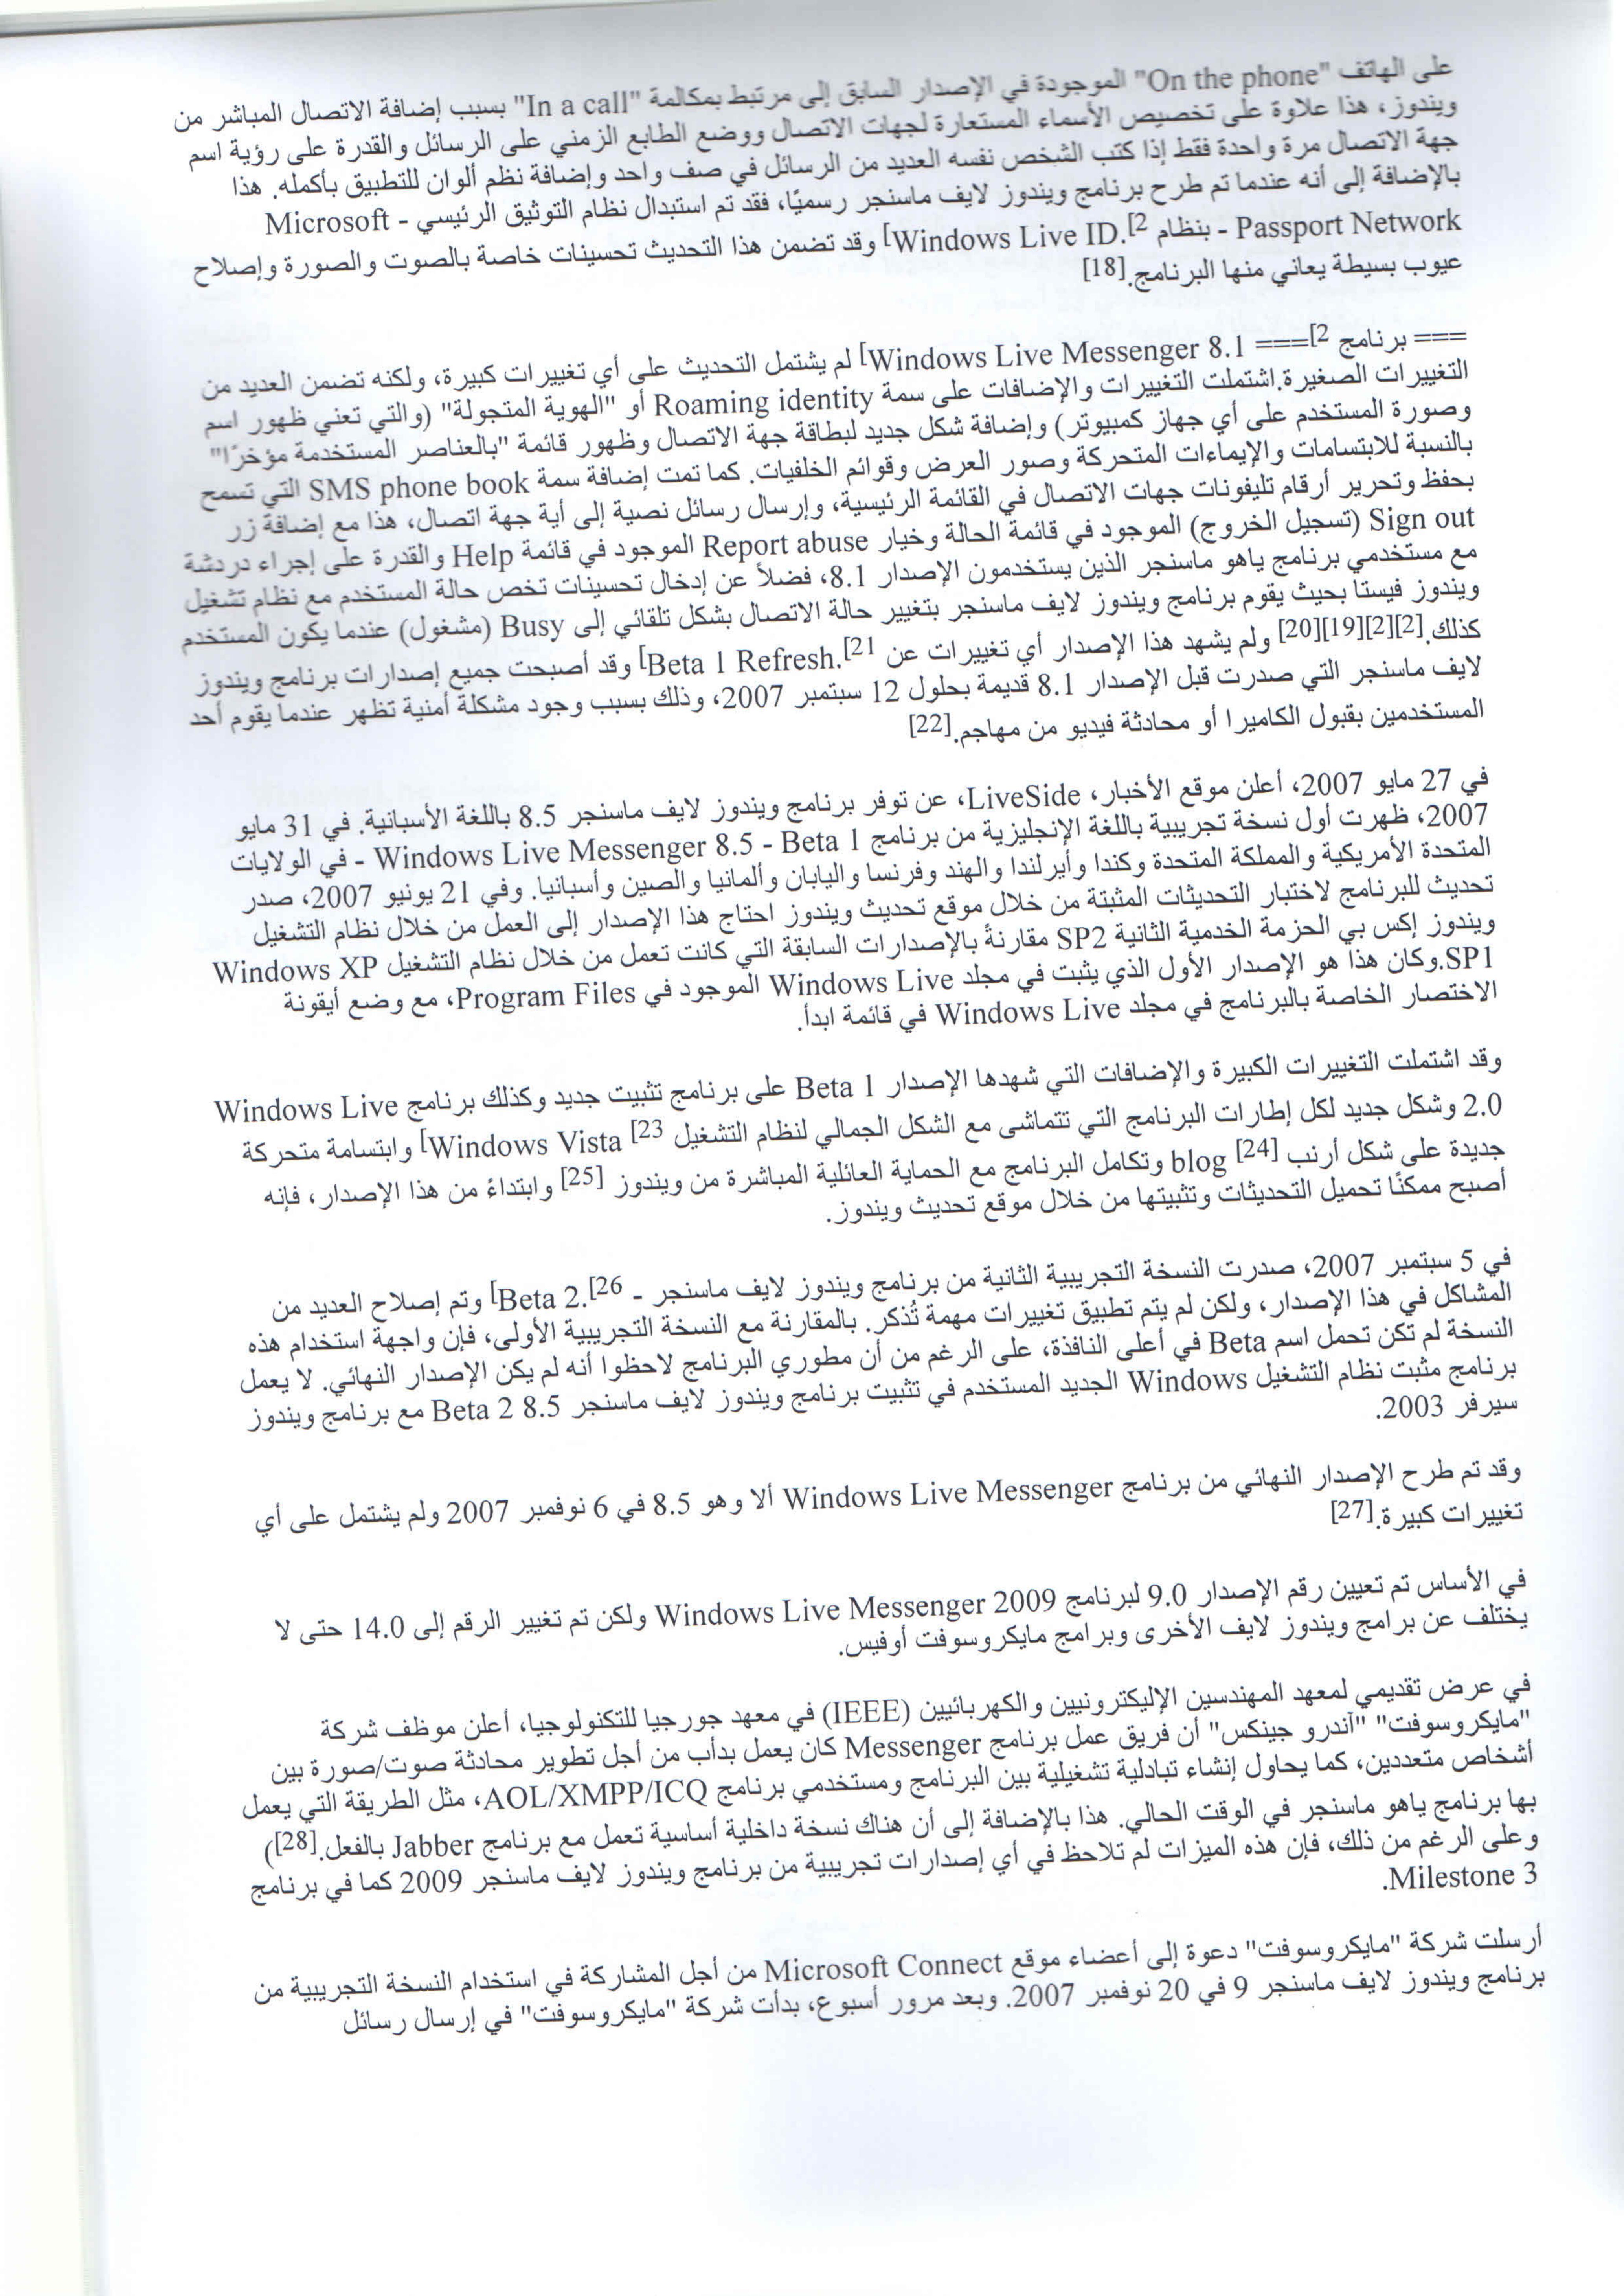 على الهاتف "On the phone" الموجودة في الإصدار السابق إلى مرتبط بمكالمة "In a call" بسبب إضافة الاتصال المباشر من
ويندوز، هذا علاوة على تخصيص الأسماء المستعارة لجهات الاتصال ووضع الطابع الزمني على الرسائل والقدرة على رؤية اسم
جهة الاتصال مرة واحدة فقط إذا كتب الشخص نفسه العديد من الرسائل في صف واحد وإضافة نظم ألوان للتطبيق بأكمله. هذا
بالإضافة إلى أنه عندما تم طرح برنامج ويندوز لايف ماسنجر رسميًا، فقد تم استبدال نظام التوثيق الرئيسي - Microsoft
Passport Network - بنظام Windows Live ID.[2] وقد تضمن هذا التحديث تحسينات خاصة بالصوت والصورة وإصلاح
عيوب بسيطة يعاني منها البرنامج.[18]
=== برنامج Windows Live Messenger 8.1 ===[2] لم يشتمل التحديث على أي تغييرات كبيرة، ولكنه تضمن العديد من
التغييرات الصغيرة.اشتملت التغييرات والإضافات على سمة Roaming identity أو "الهوية المتجولة" (والتي تعني ظهور اسم
وصورة المستخدم على أي جهاز كمبيوتر) وإضافة شكل جديد لبطاقة جهة الاتصال وظهور قائمة "بالعناصر المستخدمة مؤخرًا"
بالنسبة للابتسامات والإيماءات المتحركة وصور العرض وقوائم الخلفيات. كما تمت إضافة سمة SMS phone book التي تسمح
بحفظ وتحرير أرقام تليفونات جهات الاتصال في القائمة الرئيسية، وإرسال رسائل نصية إلى أية جهة اتصال، هذا مع إضافة زر
Sign out (تسجيل الخروج) الموجود في قائمة الحالة وخيار Report abuse الموجود في قائمة Help والقدرة على إجراء دردشة
مع مستخدمي برنامج ياهو ماسنجر الذين يستخدمون الإصدار 8.1، فضلاً عن إدخال تحسينات تخص حالة المستخدم مع نظام تشغيل
ويندوز فيستا بحيث يقوم برنامج ويندوز لايف ماسنجر بتغيير حالة الاتصال بشكل تلقائي إلى Busy (مشغول) عندما يكون المستخدم
كذلك.[2][2][19][20] ولم يشهد هذا الإصدار أي تغييرات عن Beta 1 Refresh.[21] وقد أصبحت جميع إصدارات برنامج ويندوز
لايف ماسنجر التي صدرت قبل الإصدار 8.1 قديمة بحلول 12 سبتمبر 2007، وذلك بسبب وجود مشكلة أمنية تظهر عندما يقوم أحد
المستخدمين بقبول الكاميرا أو محادثة فيديو من مهاجم.[22]
في 27 مايو 2007، أعلن موقع الأخبار، LiveSide، عن توفر برنامج ويندوز لايف ماسنجر 8.5 باللغة الأسبانية. في 31 مايو
2007، ظهرت أول نسخة تجريبية باللغة الإنجليزية من برنامج Windows Live Messenger 8.5 - Beta 1 - في الولايات
المتحدة الأمريكية والمملكة المتحدة وكندا وأيرلندا والهند وفرنسا واليابان وألمانيا والصين وأسبانيا. وفي 21 يونيو 2007، صدر
تحديث للبرنامج لاختبار التحديثات المثبتة من خلال موقع تحديث ويندوز احتاج هذا الإصدار إلى العمل من خلال نظام التشغيل
ويندوز إكس بي الحزمة الخدمية الثانية SP2 مقارنةً بالإصدارات السابقة التي كانت تعمل من خلال نظام التشغيل Windows XP
SP1.وكان هذا هو الإصدار الأول الذي يثبت في مجلد Windows Live الموجود في Program Files، مع وضع أيقونة
الاختصار الخاصة بالبرنامج في مجلد Windows Live في قائمة ابدأ.
وقد اشتملت التغييرات الكبيرة والإضافات التي شهدها الإصدار Beta 1 على برنامج تثبيت جديد وكذلك برنامج Windows Live
2.0 وشكل جديد لكل إطارات البرنامج التي تتماشى مع الشكل الجمالي لنظام التشغيل Windows Vista [23] وابتسامة متحركة
جديدة على شكل أرنب blog [24] وتكامل البرنامج مع الحماية العائلية المباشرة من ويندوز [25] وابتداءً من هذا الإصدار، فإنه
أصبح ممكنًا تحميل التحديثات وتثبيتها من خلال موقع تحديث ويندوز.
في 5 سبتمبر 2007، صدرت النسخة التجريبية الثانية من برنامج ويندوز لايف ماسنجر - Beta 2.[26] وتم إصلاح العديد من
المشاكل في هذا الإصدار، ولكن لم يتم تطبيق تغييرات مهمة تُذكر. بالمقارنة مع النسخة التجريبية الأولى، فإن واجهة استخدام هذه
النسخة لم تكن تحمل اسم Beta في أعلى النافذة، على الرغم من أن مطوري البرنامج لاحظوا أنه لم يكن الإصدار النهائي. لا يعمل
برنامج مثبت نظام التشغيل Windows الجديد المستخدم في تثبيت برنامج ويندوز لايف ماسنجر 8.5 Beta 2 مع برنامج ويندوز
سيرفر 2003.
وقد تم طرح الإصدار النهائي من برنامج Windows Live Messenger ألا وهو 8.5 في 6 نوفمبر 2007 ولم يشتمل على أي
تغييرات كبيرة.[27]
في الأساس تم تعيين رقم الإصدار 9.0 لبرنامج Windows Live Messenger 2009 ولكن تم تغيير الرقم إلى 14.0 حتى لا
يختلف عن برامج ويندوز لايف الأخرى وبرامج مايكروسوفت أوفيس.
في عرض تقديمي لمعهد المهندسين الإليكترونيين والكهربائيين (IEEE) في معهد جورجيا للتكنولوجيا، أعلن موظف شركة
"مايكروسوفت" "آندرو جينكس" أن فريق عمل برنامج Messenger كان يعمل بدأب من أجل تطوير محادثة صوت/صورة بين
أشخاص متعددين، كما يحاول إنشاء تبادلية تشغيلية بين البرنامج ومستخدمي برنامج AOL/XMPP/ICQ، مثل الطريقة التي يعمل
بها برنامج ياهو ماسنجر في الوقت الحالي. هذا بالإضافة إلى أن هناك نسخة داخلية أساسية تعمل مع برنامج Jabber بالفعل.[28])
وعلى الرغم من ذلك، فإن هذه الميزات لم تلاحظ في أي إصدارات تجريبية من برنامج ويندوز لايف ماسنجر 2009 كما في برنامج
Milestone 3.
أرسلت شركة "مايكروسوفت" دعوة إلى أعضاء موقع Microsoft Connect من أجل المشاركة في استخدام النسخة التجريبية من
برنامج ويندوز لايف ماسنجر 9 في 20 نوفمبر 2007. وبعد مرور أسبوع، بدأت شركة "مايكروسوفت" في إرسال رسائل